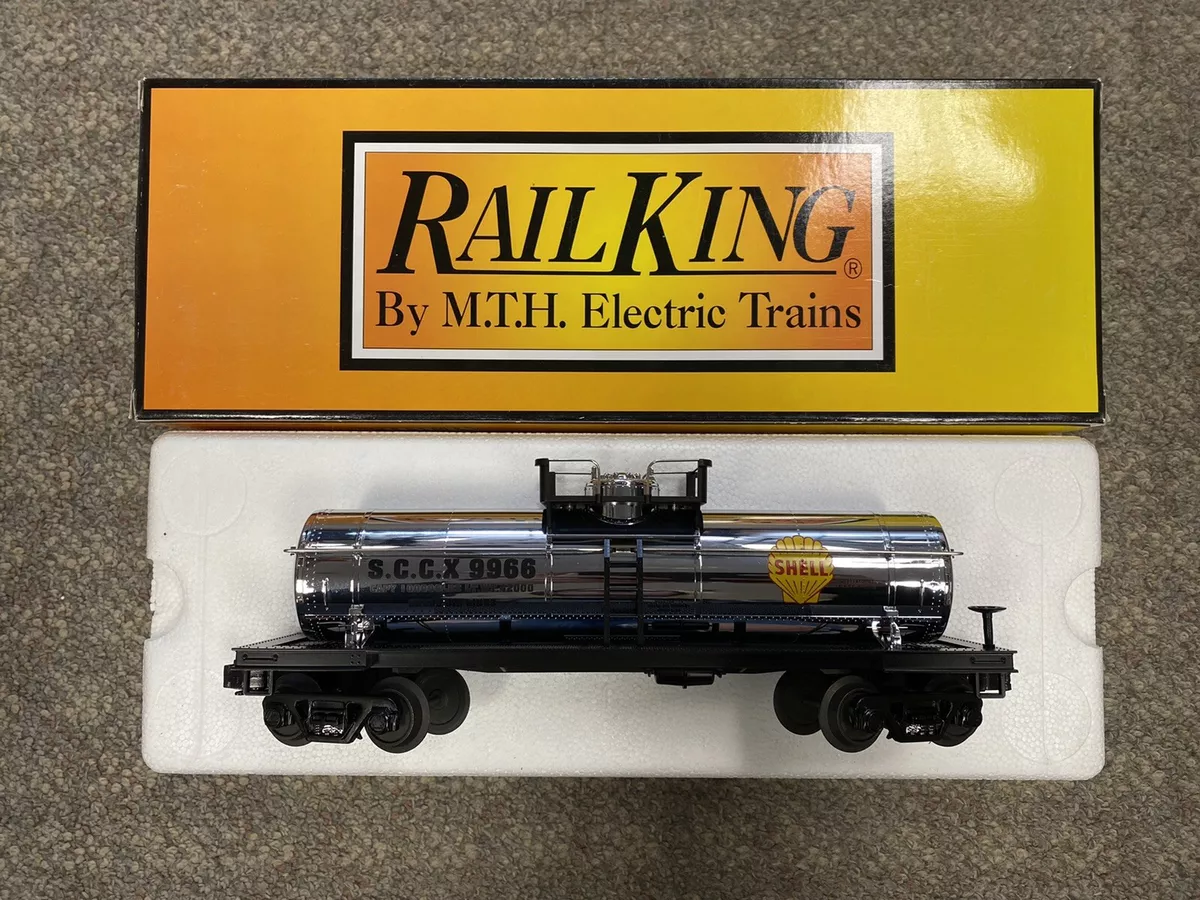 RAILKING®
By M.T.H. Electric Trains
S.C.C.X 9966
SHELL